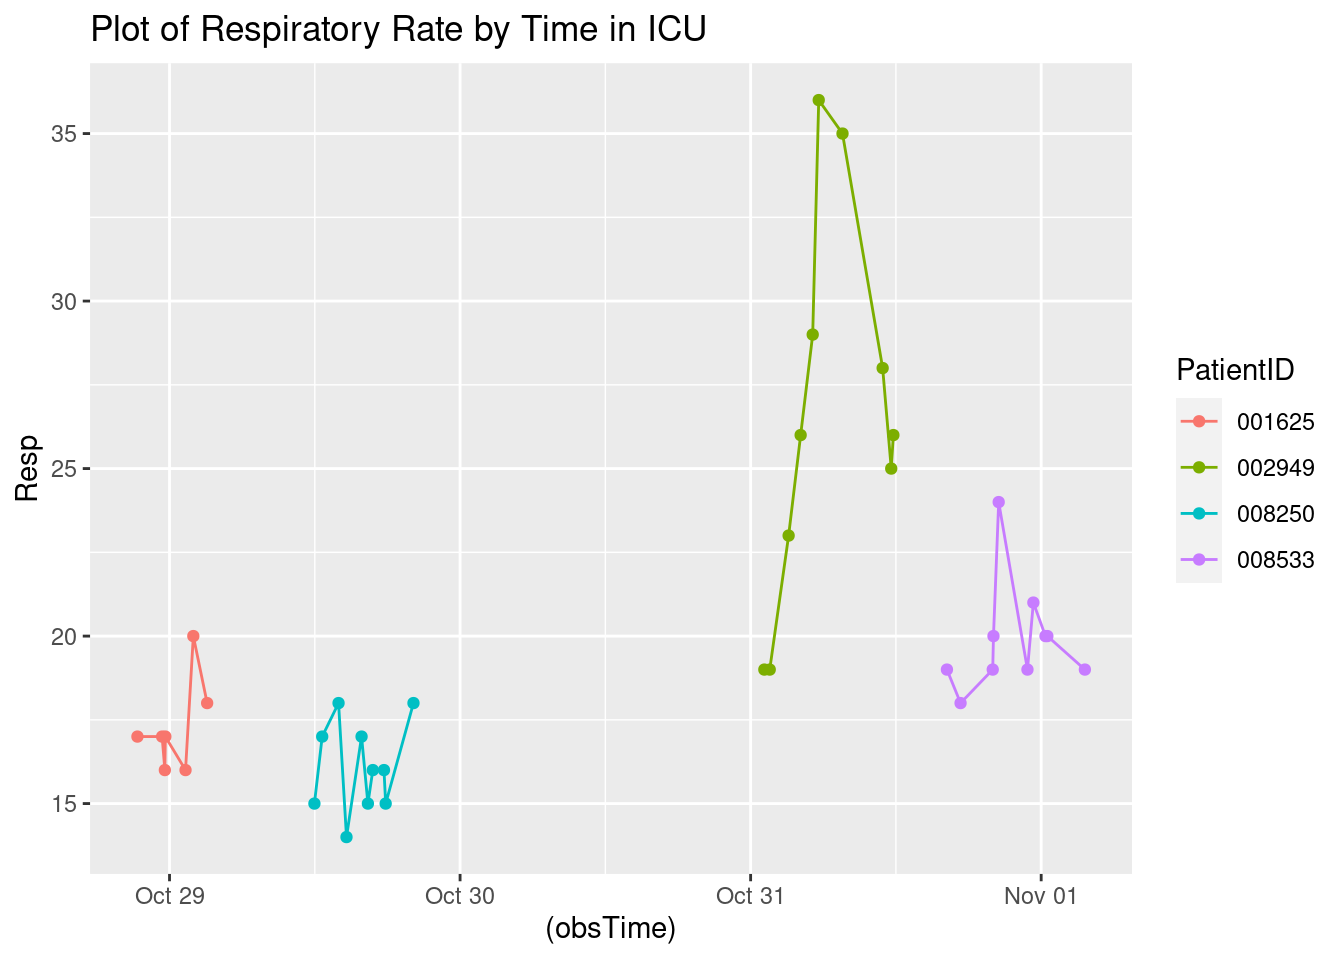 Plot of Respiratory Rate by Time in ICU
35
30
25
20
15
Resp
Oct 29
Oct 30
Oct 31
Nov 01
(obsTime)
PatientID
001625
002949
008250
008533